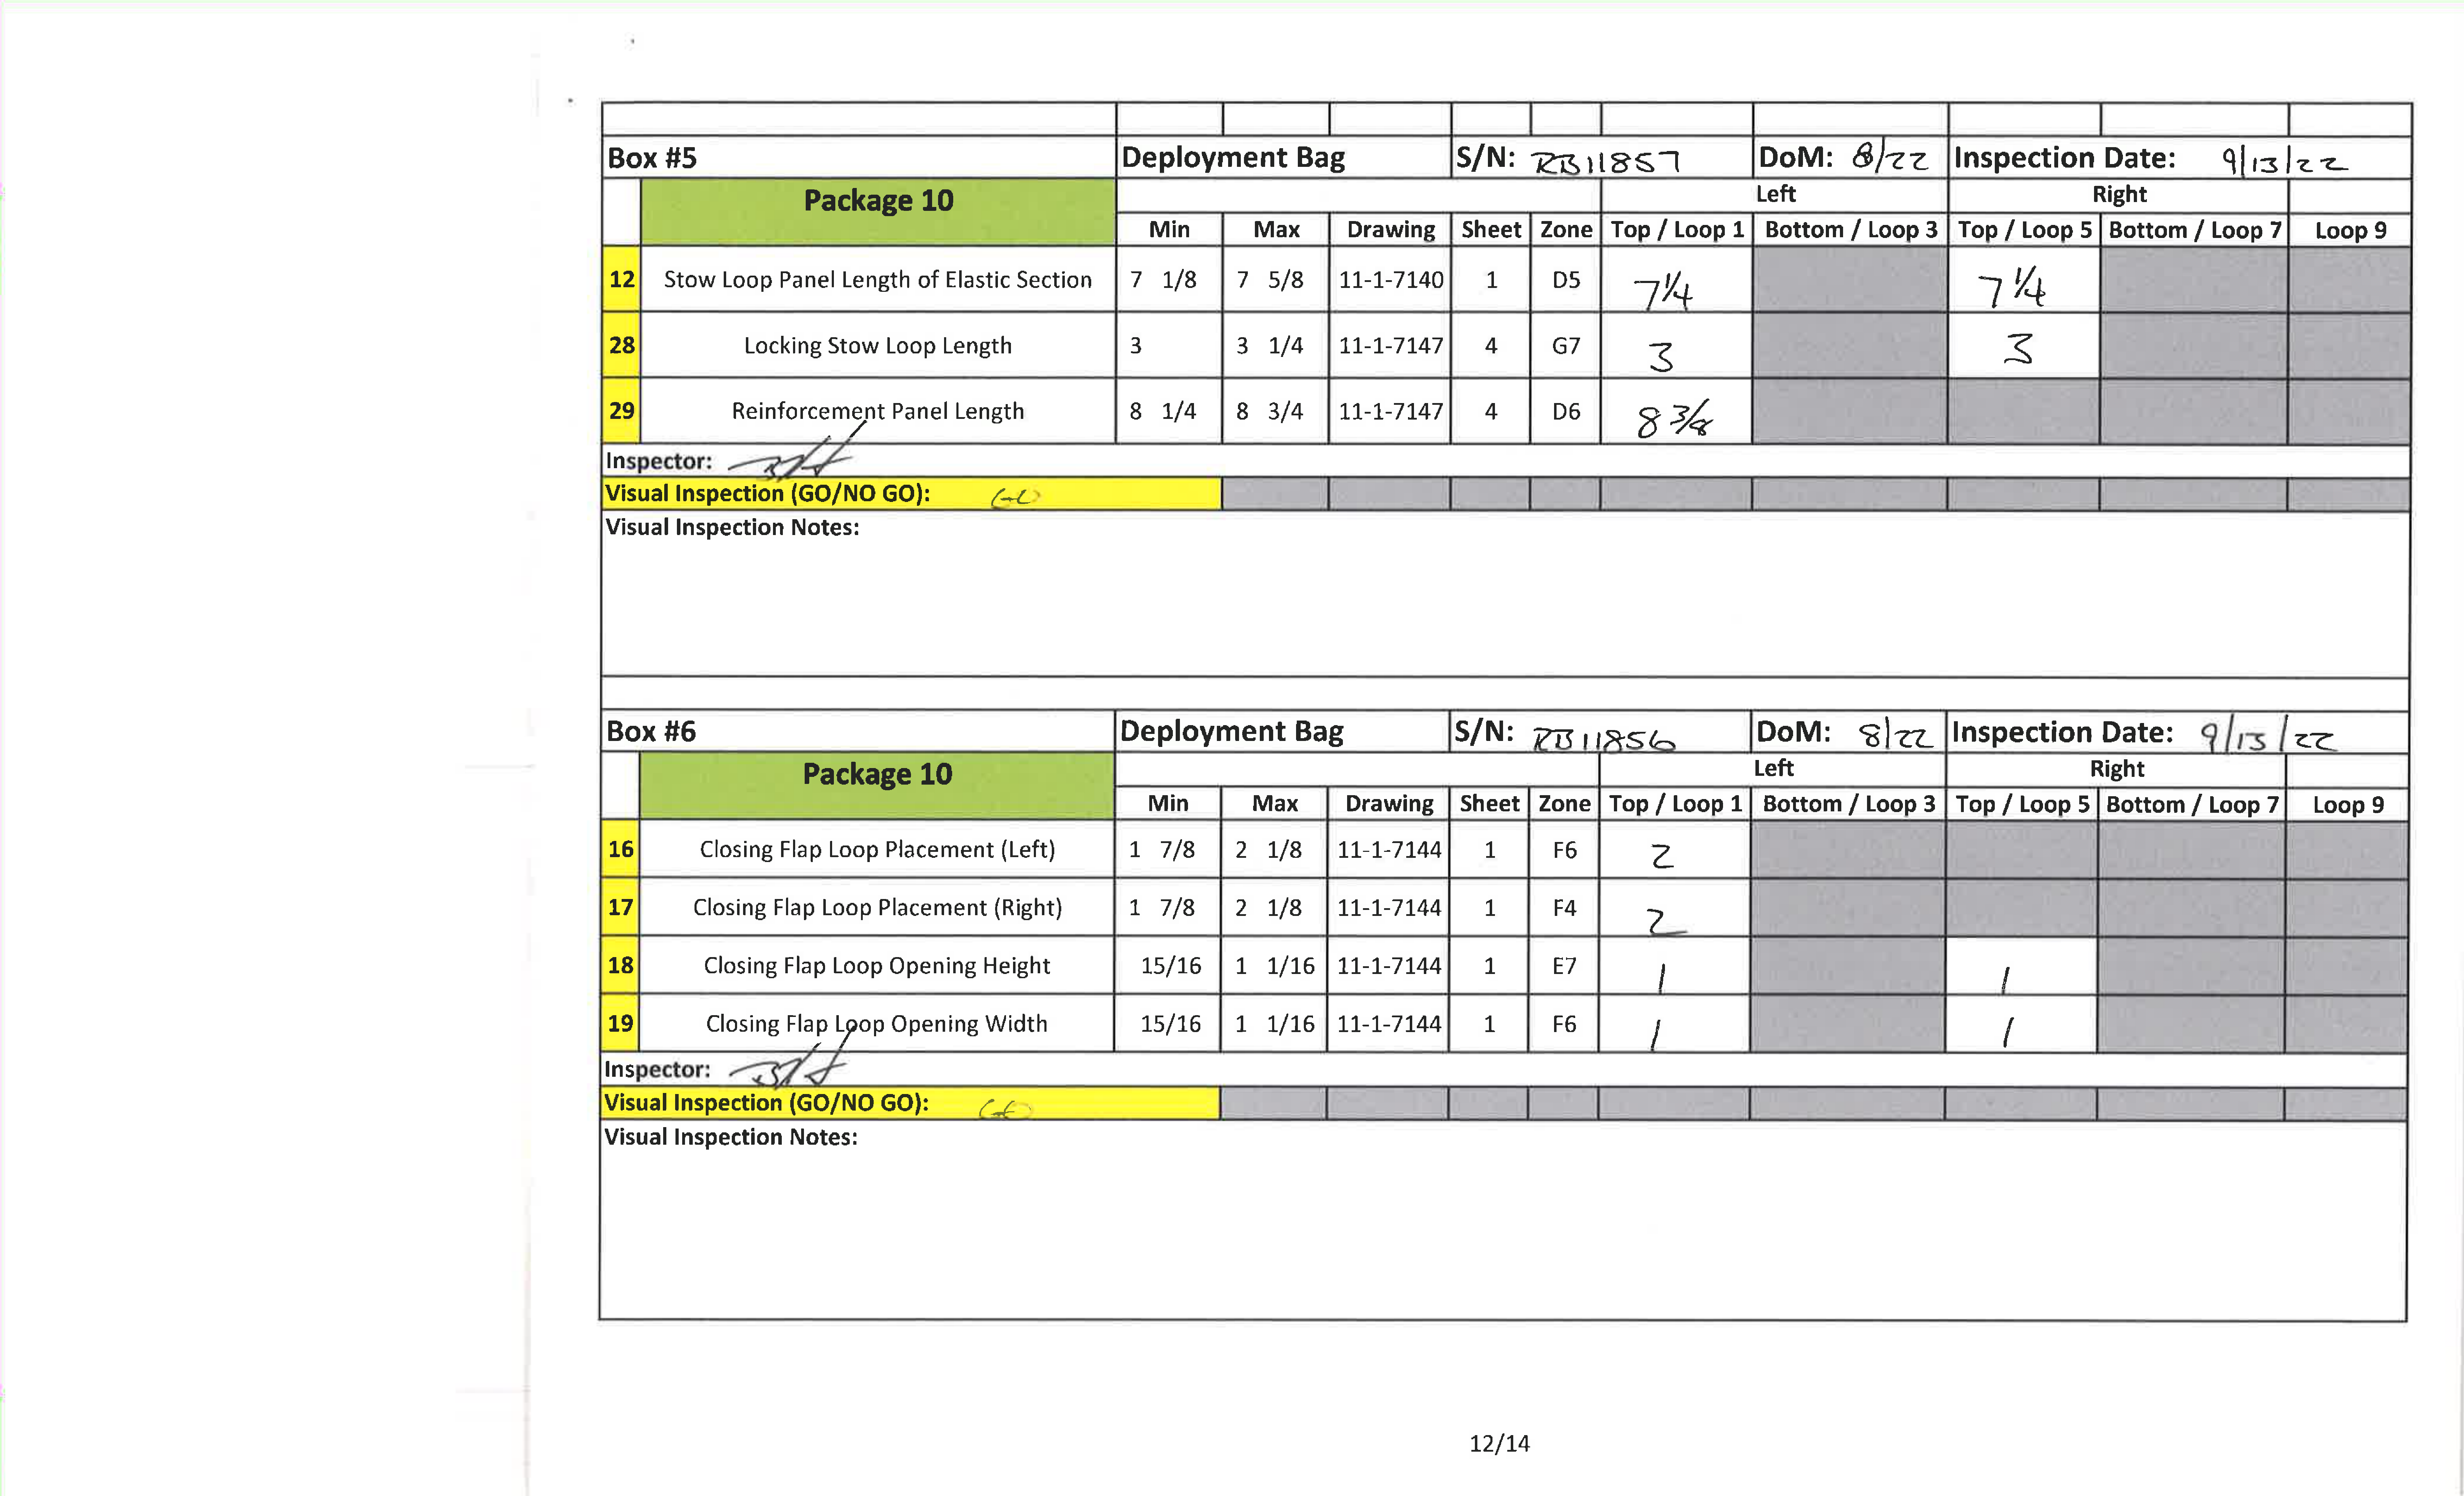 Box #5 Deployment Bag S/N: RB11857 DoM: 8/22 Inspection Date: 9/13/22
Package 10 Left Right
Min Max Drawing Sheet Zone Top / Loop 1 Bottom / Loop 3 Top / Loop 5 Bottom / Loop 7 Loop 9
12 Stow Loop Panel Length of Elastic Section 7 1/8 7 5/8 11-1-7140 1 D5 7 1/4 7 1/4
28 Locking Stow Loop Length 3 3 1/4 11-1-7147 4 G7 3 3
29 Reinforcement Panel Length 8 1/4 8 3/4 11-1-7147 4 D6 8 3/8
Inspector:
Visual Inspection (GO/NO GO): GO
Visual Inspection Notes:
Box #6 Deployment Bag S/N: RB11856 DoM: 8/22 Inspection Date: 9/13/22
Package 10 Left Right
Min Max Drawing Sheet Zone Top / Loop 1 Bottom / Loop 3 Top / Loop 5 Bottom / Loop 7 Loop 9
16 Closing Flap Loop Placement (Left) 1 7/8 2 1/8 11-1-7144 1 F6 2
17 Closing Flap Loop Placement (Right) 1 7/8 2 1/8 11-1-7144 1 F4 2
18 Closing Flap Loop Opening Height 15/16 1 1/16 11-1-7144 1 E7 1 1
19 Closing Flap Loop Opening Width 15/16 1 1/16 11-1-7144 1 F6 1 1
Inspector:
Visual Inspection (GO/NO GO): GO
Visual Inspection Notes:
12/14